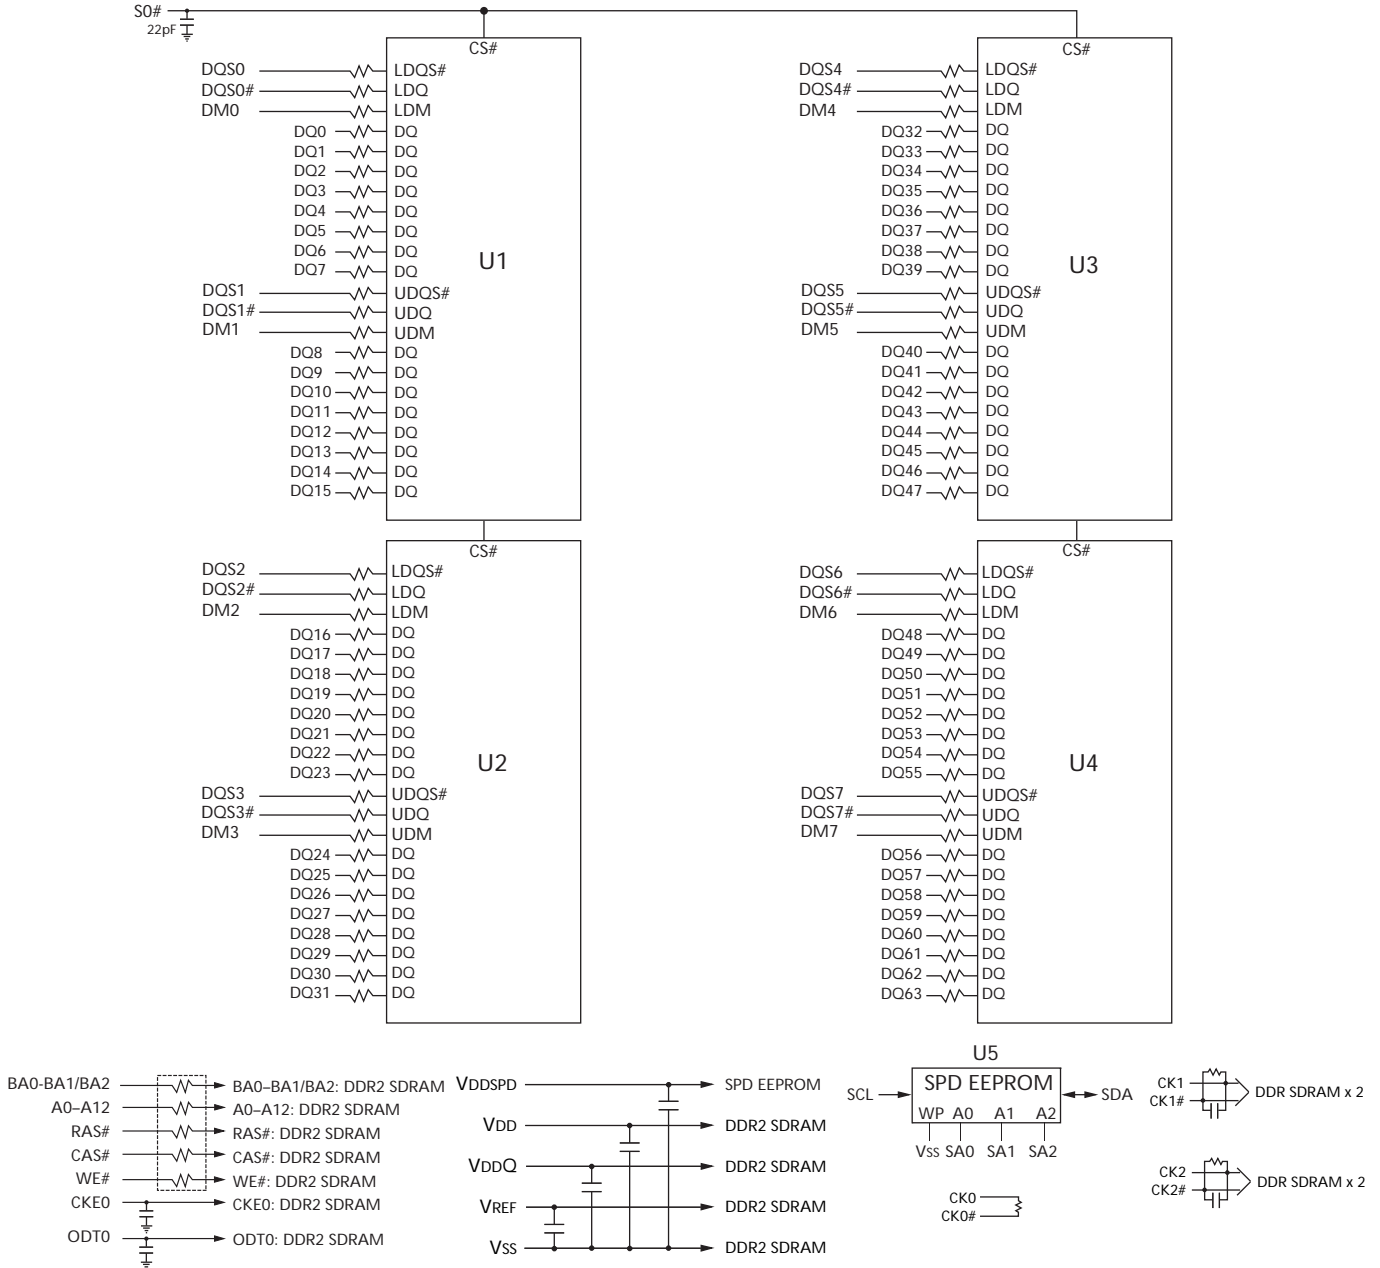 S0#
22pF
CS#
DQS0 LDQS#
DQS0# LDQ
DM0 LDM
DQ0 DQ
DQ1 DQ
DQ2 DQ
DQ3 DQ
DQ4 DQ
DQ5 DQ
DQ6 DQ
DQ7 DQ
U1
DQS1 UDQS#
DQS1# UDQ
DM1 UDM
DQ8 DQ
DQ9 DQ
DQ10 DQ
DQ11 DQ
DQ12 DQ
DQ13 DQ
DQ14 DQ
DQ15 DQ
CS#
DQS2 LDQS#
DQS2# LDQ
DM2 LDM
DQ16 DQ
DQ17 DQ
DQ18 DQ
DQ19 DQ
DQ20 DQ
DQ21 DQ
DQ22 DQ
DQ23 DQ
U2
DQS3 UDQS#
DQS3# UDQ
DM3 UDM
DQ24 DQ
DQ25 DQ
DQ26 DQ
DQ27 DQ
DQ28 DQ
DQ29 DQ
DQ30 DQ
DQ31 DQ
CS#
DQS4 LDQS#
DQS4# LDQ
DM4 LDM
DQ32 DQ
DQ33 DQ
DQ34 DQ
DQ35 DQ
DQ36 DQ
DQ37 DQ
DQ38 DQ
DQ39 DQ
U3
DQS5 UDQS#
DQS5# UDQ
DM5 UDM
DQ40 DQ
DQ41 DQ
DQ42 DQ
DQ43 DQ
DQ44 DQ
DQ45 DQ
DQ46 DQ
DQ47 DQ
CS#
DQS6 LDQS#
DQS6# LDQ
DM6 LDM
DQ48 DQ
DQ49 DQ
DQ50 DQ
DQ51 DQ
DQ52 DQ
DQ53 DQ
DQ54 DQ
DQ55 DQ
U4
DQS7 UDQS#
DQS7# UDQ
DM7 UDM
DQ56 DQ
DQ57 DQ
DQ58 DQ
DQ59 DQ
DQ60 DQ
DQ61 DQ
DQ62 DQ
DQ63 DQ
BA0-BA1/BA2 BA0–BA1/BA2: DDR2 SDRAM
A0–A12 A0–A12: DDR2 SDRAM
RAS# RAS#: DDR2 SDRAM
CAS# CAS#: DDR2 SDRAM
WE# WE#: DDR2 SDRAM
CKE0 CKE0: DDR2 SDRAM
ODT0 ODT0: DDR2 SDRAM
VDDSPD SPD EEPROM
VDD DDR2 SDRAM
VDDQ DDR2 SDRAM
VREF DDR2 SDRAM
VSS DDR2 SDRAM
U5
SCL SPD EEPROM SDA
WP A0 A1 A2
VSS SA0 SA1 SA2
CK0
CK0#
CK1
CK1#
DDR SDRAM x 2
CK2
CK2#
DDR SDRAM x 2